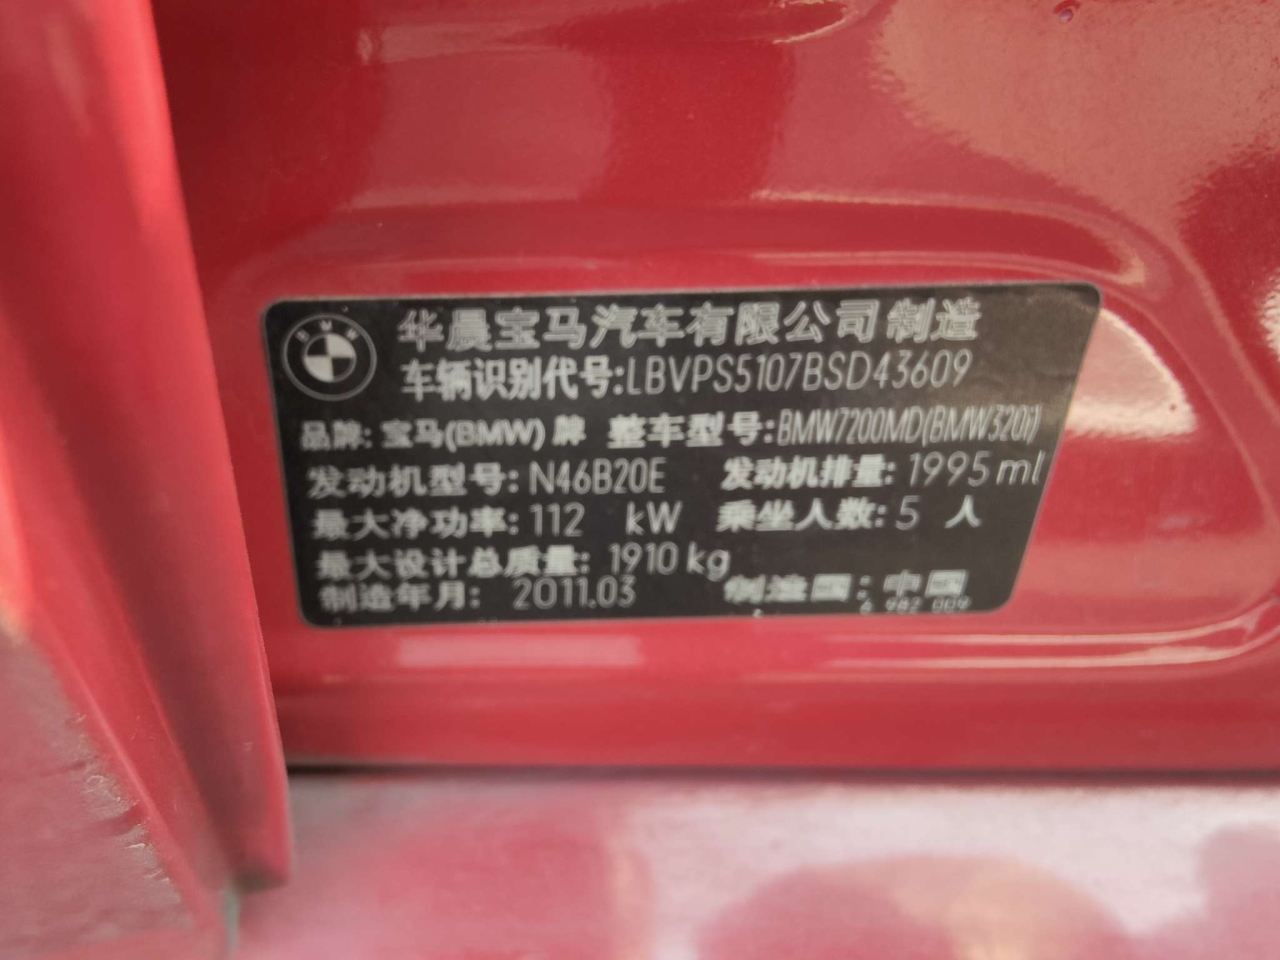 BMW
华晨宝马汽车有限公司制造
车辆识别代号:LBVPS5107BSD43609
品牌: 宝马(BMW)牌 整车型号:BMW7200MD(BMW320i)
发动机型号: N46B20E 发动机排量: 1995 ml
最大净功率: 112 kW 乘坐人数: 5 人
最大设计总质量: 1910 kg
制造年月: 2011.03 制造国: 中国
6 982 009